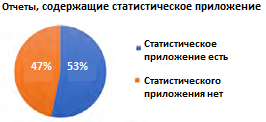 Отчеты, содержащие статистическое приложение
47%
53%
Статистическое
приложение есть
Статистического
приложения нет